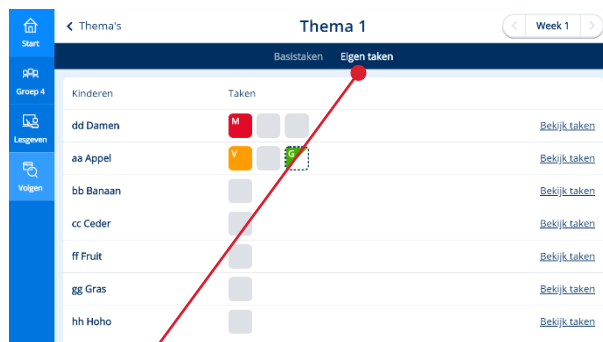 Start
Groep 4
Lesgeven
Volgen
Thema's
Thema 1
Week 1
Basistaken Eigen taken
Kinderen Taken
dd Damen M Bekijk taken
aa Appel V G Bekijk taken
bb Banaan Bekijk taken
cc Ceder Bekijk taken
ff Fruit Bekijk taken
gg Gras Bekijk taken
hh Hoho Bekijk taken